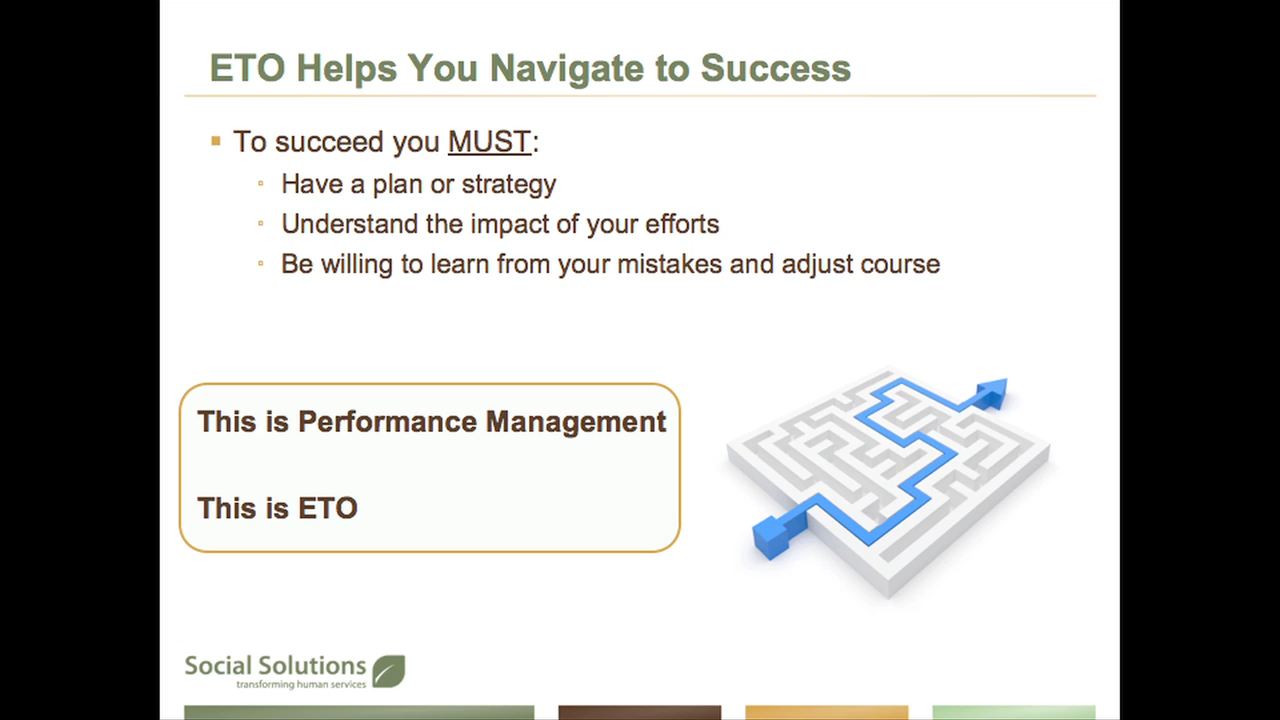 ETO Helps You Navigate to Success
To succeed you MUST:
Have a plan or strategy
Understand the impact of your efforts
Be willing to learn from your mistakes and adjust course
This is Performance Management
This is ETO
Social Solutions
transforming human services